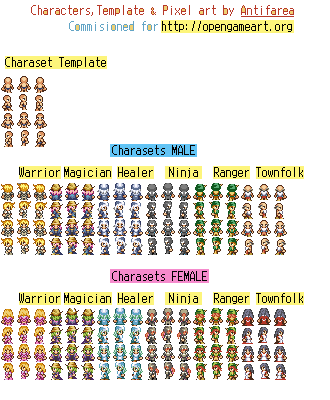 Characters, Template & Pixel art by Antifarea
Commisioned for http://opengameart.org
Charaset Template
Charasets MALE
Warrior Magician Healer Ninja Ranger Townfolk
Charasets FEMALE
Warrior Magician Healer Ninja Ranger Townfolk